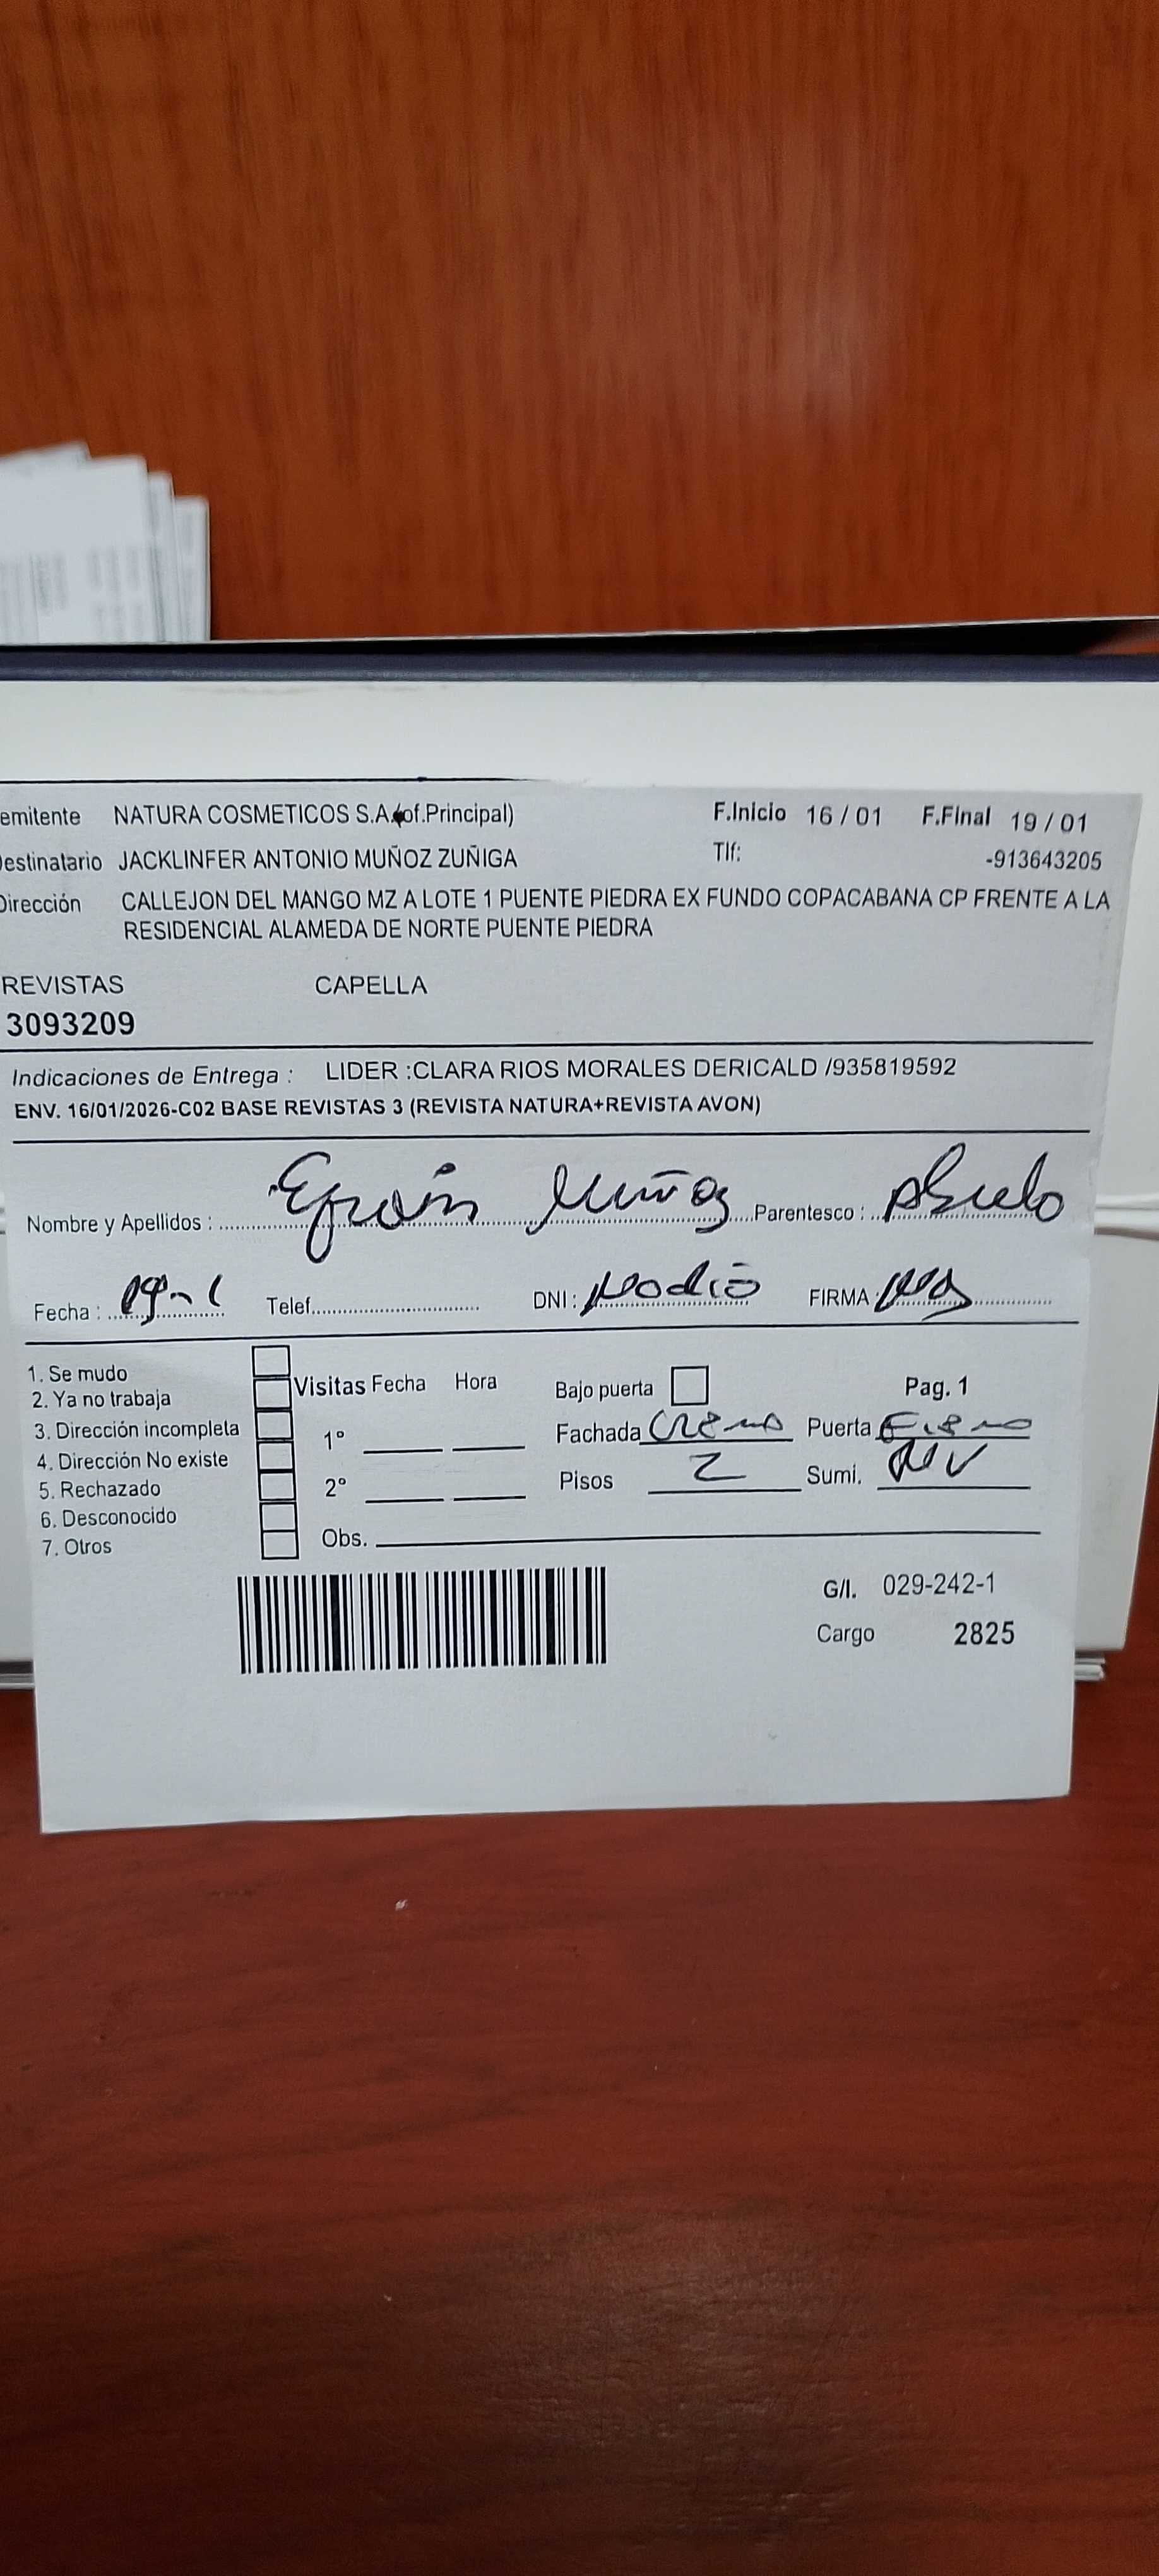 emitente NATURA COSMETICOS S.A.(of.Principal) F.Inicio 16 / 01 F.Final 19 / 01
Destinatario JACKLINFER ANTONIO MUÑOZ ZUÑIGA Tlf: -913643205
Dirección CALLEJON DEL MANGO MZ A LOTE 1 PUENTE PIEDRA EX FUNDO COPACABANA CP FRENTE A LA
RESIDENCIAL ALAMEDA DE NORTE PUENTE PIEDRA
REVISTAS CAPELLA
3093209
Indicaciones de Entrega : LIDER :CLARA RIOS MORALES DERICALD /935819592
ENV. 16/01/2026-C02 BASE REVISTAS 3 (REVISTA NATURA+REVISTA AVON)
Nombre y Apellidos : Efraín Muñoz Parentesco : Abuelo
Fecha : 19-1 Telef. DNI : No dio FIRMA
1. Se mudo
2. Ya no trabaja
3. Dirección incompleta
4. Dirección No existe
5. Rechazado
6. Desconocido
7. Otros
Visitas Fecha Hora Bajo puerta Pag. 1
1° Fachada Crema Puerta Fierro
2° Pisos 2 Sumi.
Obs.
G/I. 029-242-1
Cargo 2825